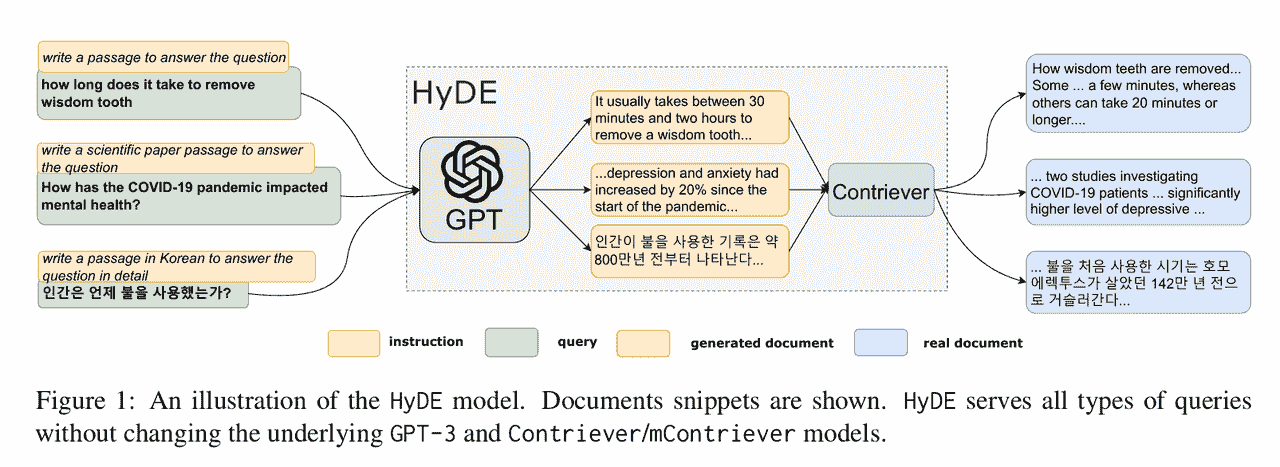 write a passage to answer the question
how long does it take to remove
wisdom tooth
write a scientific paper passage to answer
the question
How has the COVID-19 pandemic impacted
mental health?
write a passage in Korean to answer the
question in detail
인간은 언제 불을 사용했는가?
HyDE
GPT
It usually takes between 30
minutes and two hours to
remove a wisdom tooth...
...depression and anxiety had
increased by 20% since the
start of the pandemic...
인간이 불을 사용한 기록은 약
800만년 전부터 나타난다...
Contriever
How wisdom teeth are removed...
Some ... a few minutes, whereas
others can take 20 minutes or
longer....
... two studies investigating
COVID-19 patients ... significantly
higher level of depressive ...
... 불을 처음 사용한 시기는 호모
에렉투스가 살았던 142만 년 전으
로 거슬러간다...
instruction
query
generated document
real document
Figure 1: An illustration of the HyDE model. Documents snippets are shown. HyDE serves all types of queries
without changing the underlying GPT-3 and Contriever/mContriever models.